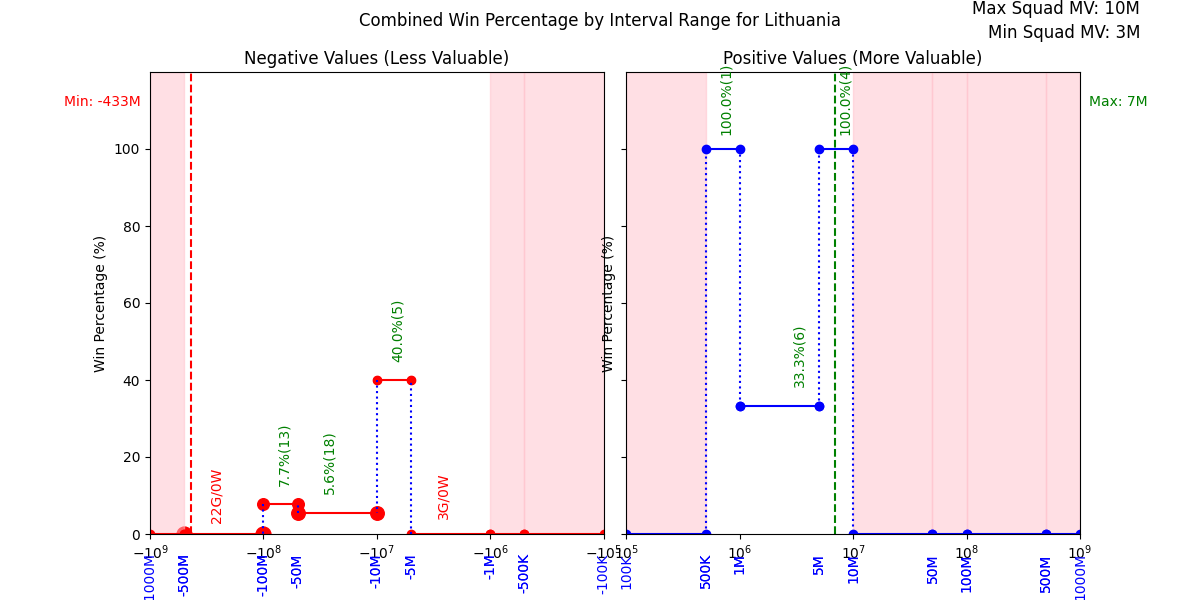 Combined Win Percentage by Interval Range for Lithuania
Max Squad MV: 10M
Min Squad MV: 3M
Negative Values (Less Valuable)
Positive Values (More Valuable)
Min: -433M
Max: 7M
Win Percentage (%)
Win Percentage (%)
100
80
60
40
20
0
22G/0W
7.7%(13)
5.6%(18)
40.0%(5)
3G/0W
100.0%(1)
33.3%(6)
100.0%(4)
−10⁹
−10⁸
−10⁷
−10⁶
−10⁵
10⁵
10⁶
10⁷
10⁸
10⁹
1000M
-500M
-100M
-50M
-10M
-5M
-1M
-500K
-100K
100K
500K
1M
5M
10M
50M
100M
500M
1000M